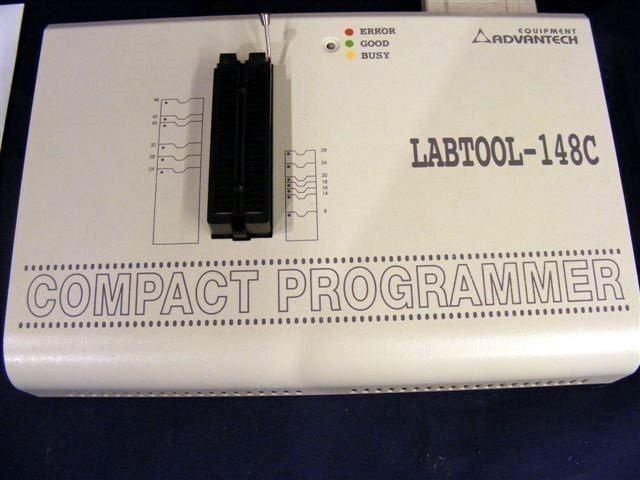 ERROR
GOOD
BUSY
EQUIPMENT
ADVANTECH
LABTOOL-148C
48
42
40
32
28
24
28
24
20
18
16
14
8
COMPACT PROGRAMMER